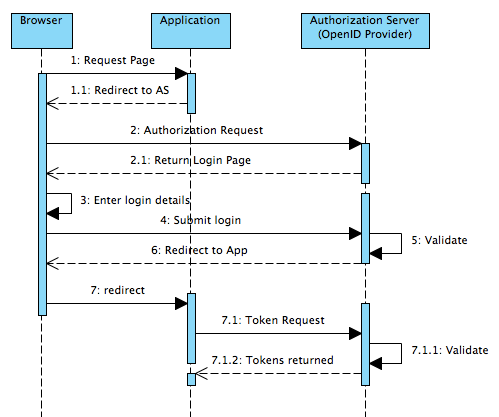 Browser
Application
Authorization Server
(OpenID Provider)
1: Request Page
1.1: Redirect to AS
2: Authorization Request
2.1: Return Login Page
3: Enter login details
4: Submit login
5: Validate
6: Redirect to App
7: redirect
7.1: Token Request
7.1.1: Validate
7.1.2: Tokens returned